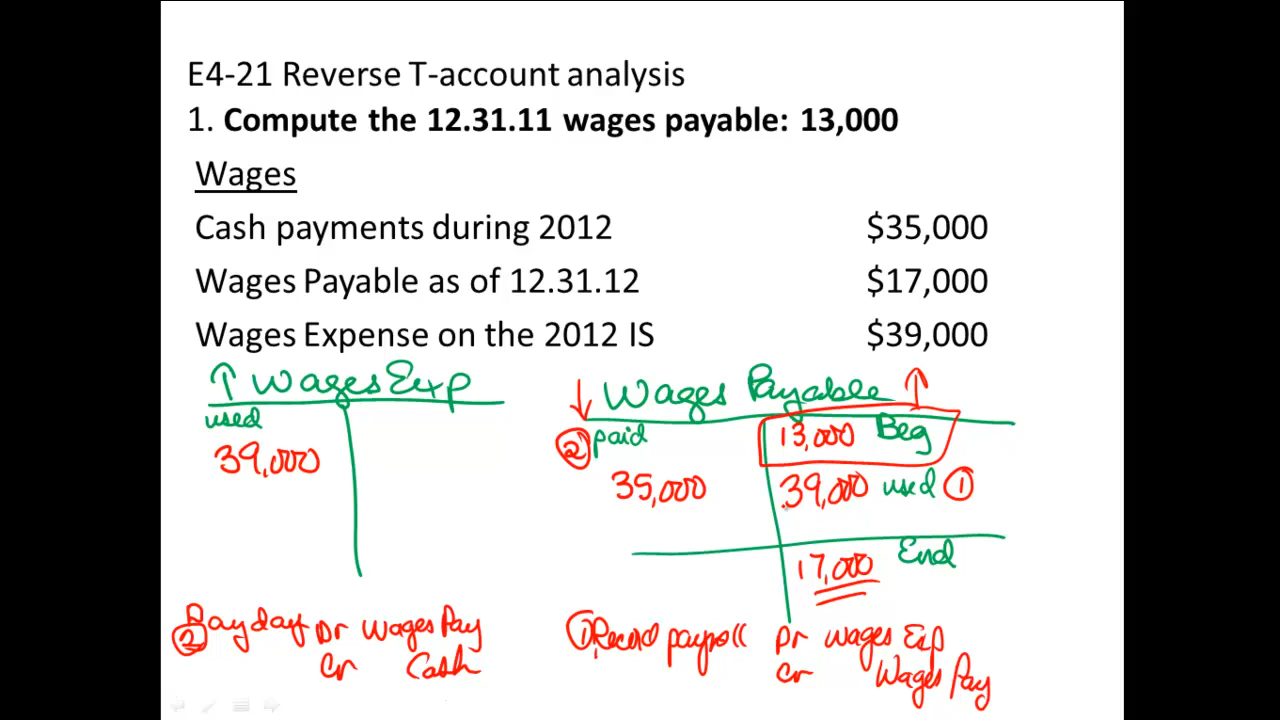 E4-21 Reverse T-account analysis
1. Compute the 12.31.11 wages payable: 13,000
Wages
Cash payments during 2012 $35,000
Wages Payable as of 12.31.12 $17,000
Wages Expense on the 2012 IS $39,000
↑ Wages Exp
used
39,000
↓ Wages Payable ↑
② paid 13,000 Beg
35,000 39,000 used ①
17,000 End
② Payday Dr Wages Pay
Cr Cash
① Record payroll Dr Wages Exp
Cr Wages Pay